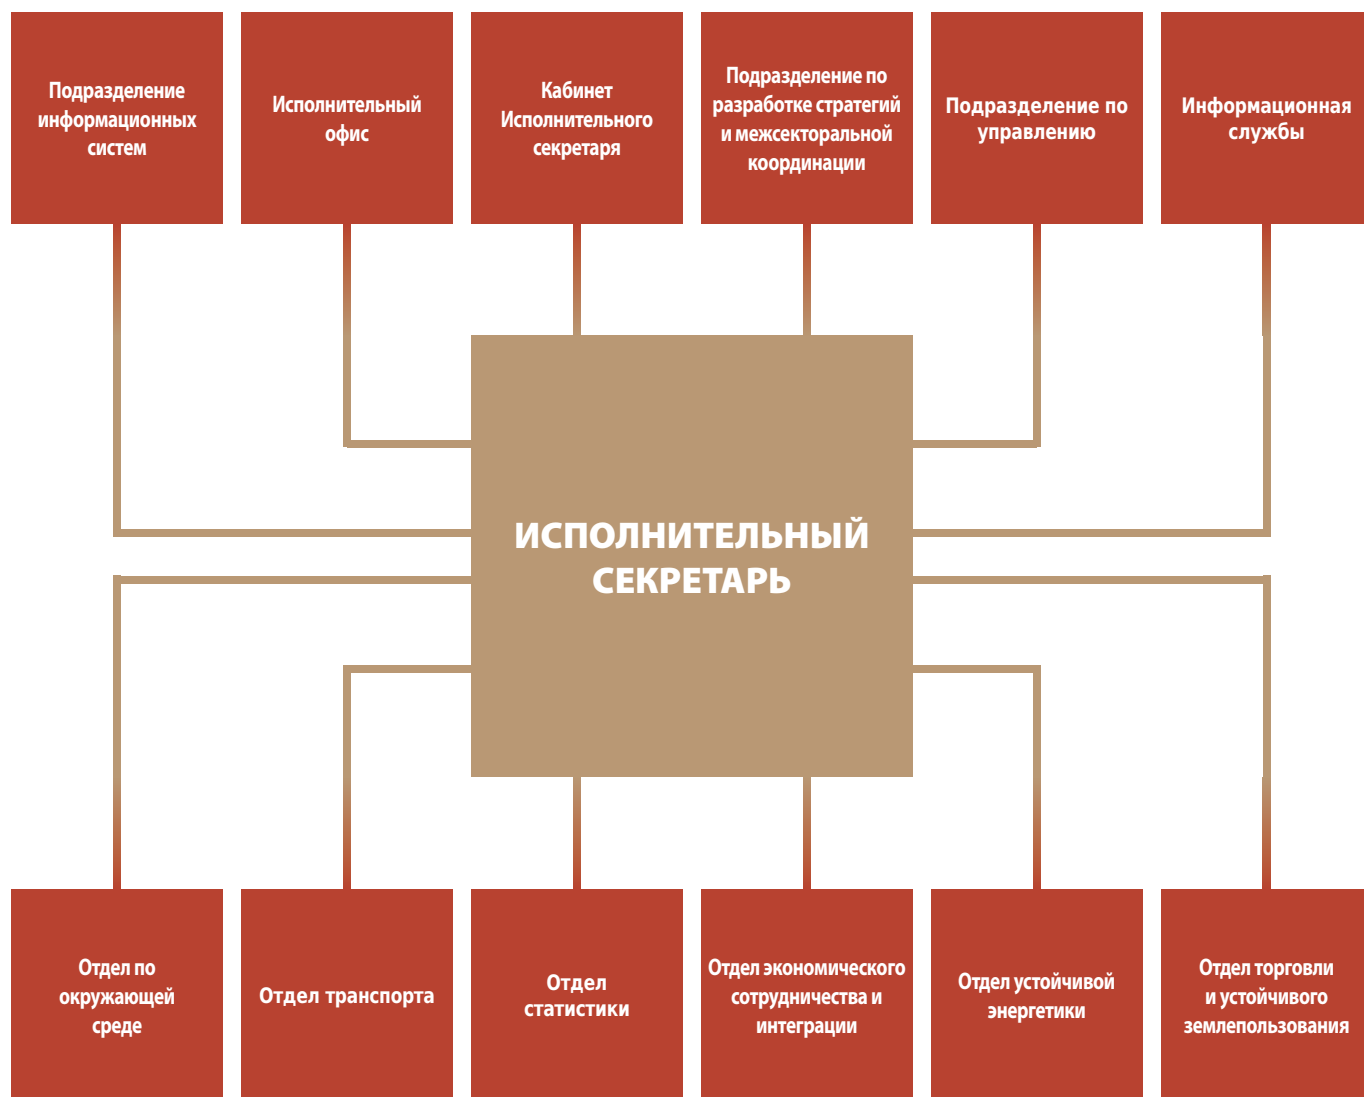 Подразделение
информационных
систем
Исполнительный
офис
Кабинет
Исполнительного
секретаря
Подразделение по
разработке стратегий
и межсекторальной
координации
Подразделение по
управлению
Информационная
службы
ИСПОЛНИТЕЛЬНЫЙ
СЕКРЕТАРЬ
Отдел по
окружающей
среде
Отдел транспорта
Отдел
статистики
Отдел экономического
сотрудничества и
интеграции
Отдел устойчивой
энергетики
Отдел торговли
и устойчивого
землепользования